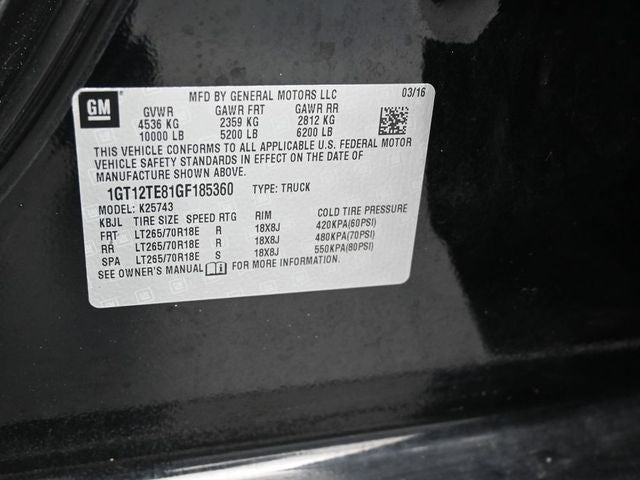 MFD BY GENERAL MOTORS LLC 03/16
GM
GVWR GAWR FRT GAWR RR
4536 KG 2359 KG 2812 KG
10000 LB 5200 LB 6200 LB
THIS VEHICLE CONFORMS TO ALL APPLICABLE U.S. FEDERAL MOTOR
VEHICLE SAFETY STANDARDS IN EFFECT ON THE DATE OF
MANUFACTURE SHOWN ABOVE.
1GT12TE81GF185360 TYPE: TRUCK
MODEL: K25743
KBJL TIRE SIZE SPEED RTG RIM COLD TIRE PRESSURE
FRT LT265/70R18E R 18X8J 420KPA(60PSI)
RR LT265/70R18E R 18X8J 480KPA(70PSI)
SPA LT265/70R18E S 18X8J 550KPA(80PSI)
SEE OWNER'S MANUAL FOR MORE INFORMATION.